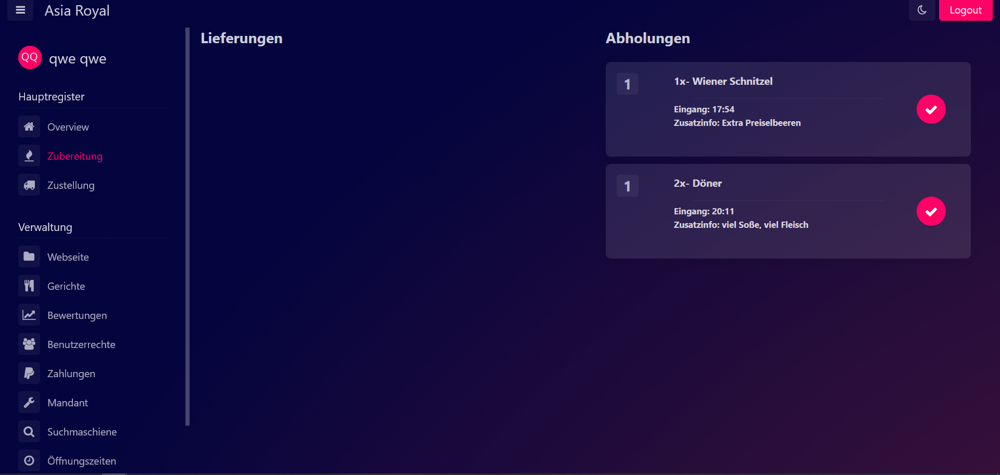 Asia Royal
Logout
QQ qwe qwe
Hauptregister
Overview
Zubereitung
Zustellung
Verwaltung
Webseite
Gerichte
Bewertungen
Benutzerrechte
Zahlungen
Mandant
Suchmaschiene
Öffnungszeiten
Lieferungen
Abholungen
1
1x- Wiener Schnitzel
Eingang: 17:54
Zusatzinfo: Extra Preiselbeeren
1
2x- Döner
Eingang: 20:11
Zusatzinfo: viel Soße, viel Fleisch